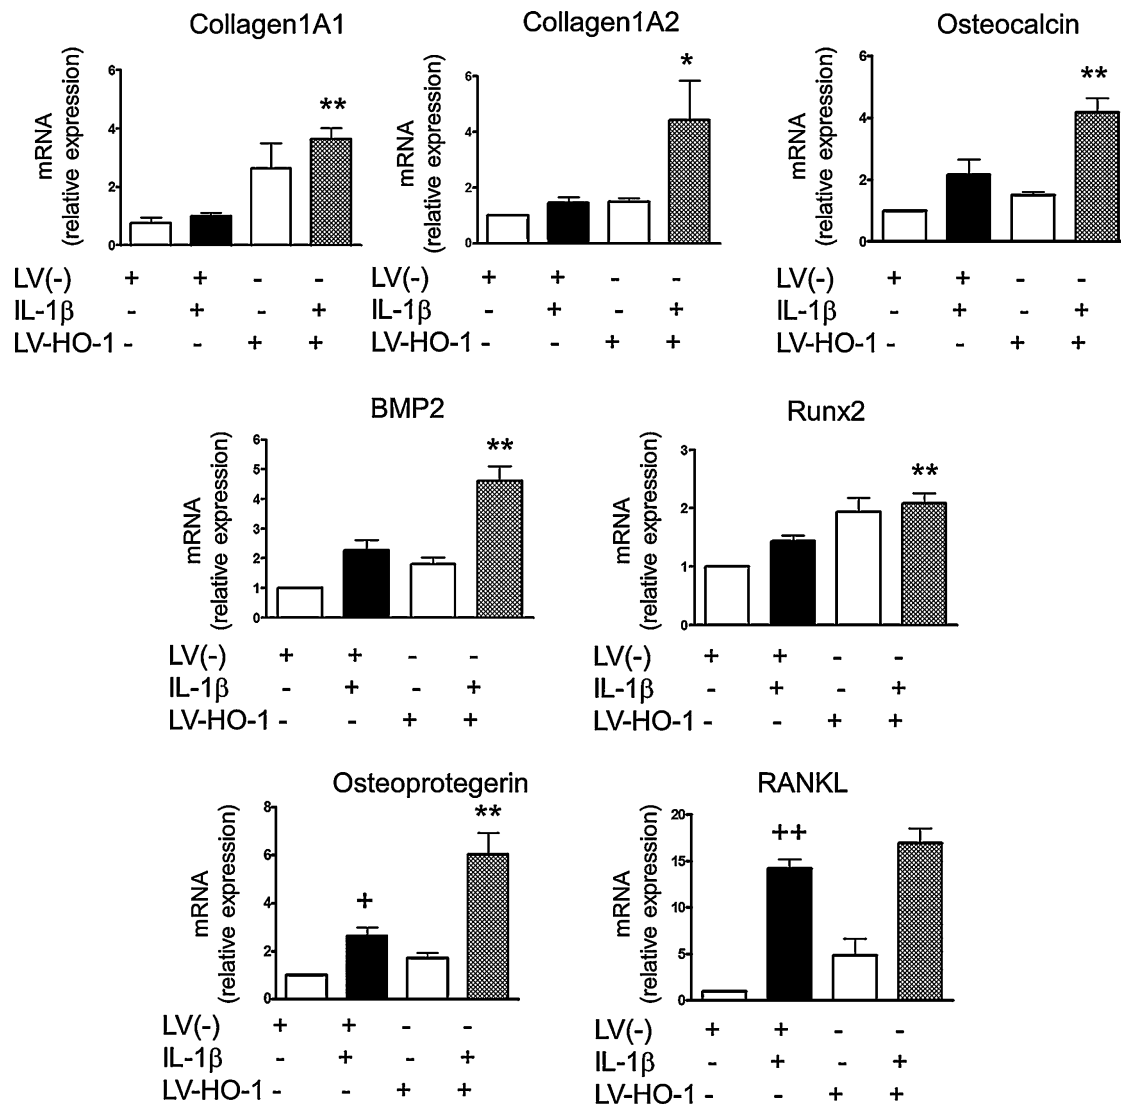 Collagen1A1
Collagen1A2
Osteocalcin
mRNA
(relative expression)
6
4
2
0
**
mRNA
(relative expression)
6
4
2
0
*
mRNA
(relative expression)
6
4
2
0
**
LV(-) + + - -
IL-1β - + - +
LV-HO-1 - - + +
LV(-) + + - -
IL-1β - + - +
LV-HO-1 - - + +
LV(-) + + - -
IL-1β - + - +
LV-HO-1 - - + +
BMP2
Runx2
mRNA
(relative expression)
6
5
4
3
2
1
0
**
mRNA
(relative expression)
3
2
1
0
**
LV(-) + + - -
IL-1β - + - +
LV-HO-1 - - + +
LV(-) + + - -
IL-1β - + - +
LV-HO-1 - - + +
Osteoprotegerin
RANKL
mRNA
(relative expression)
8
6
4
2
0
+
**
mRNA
(relative expression)
20
15
10
5
0
++
LV(-) + + - -
IL-1β - + - +
LV-HO-1 - - + +
LV(-) + + - -
IL-1β - + - +
LV-HO-1 - - + +